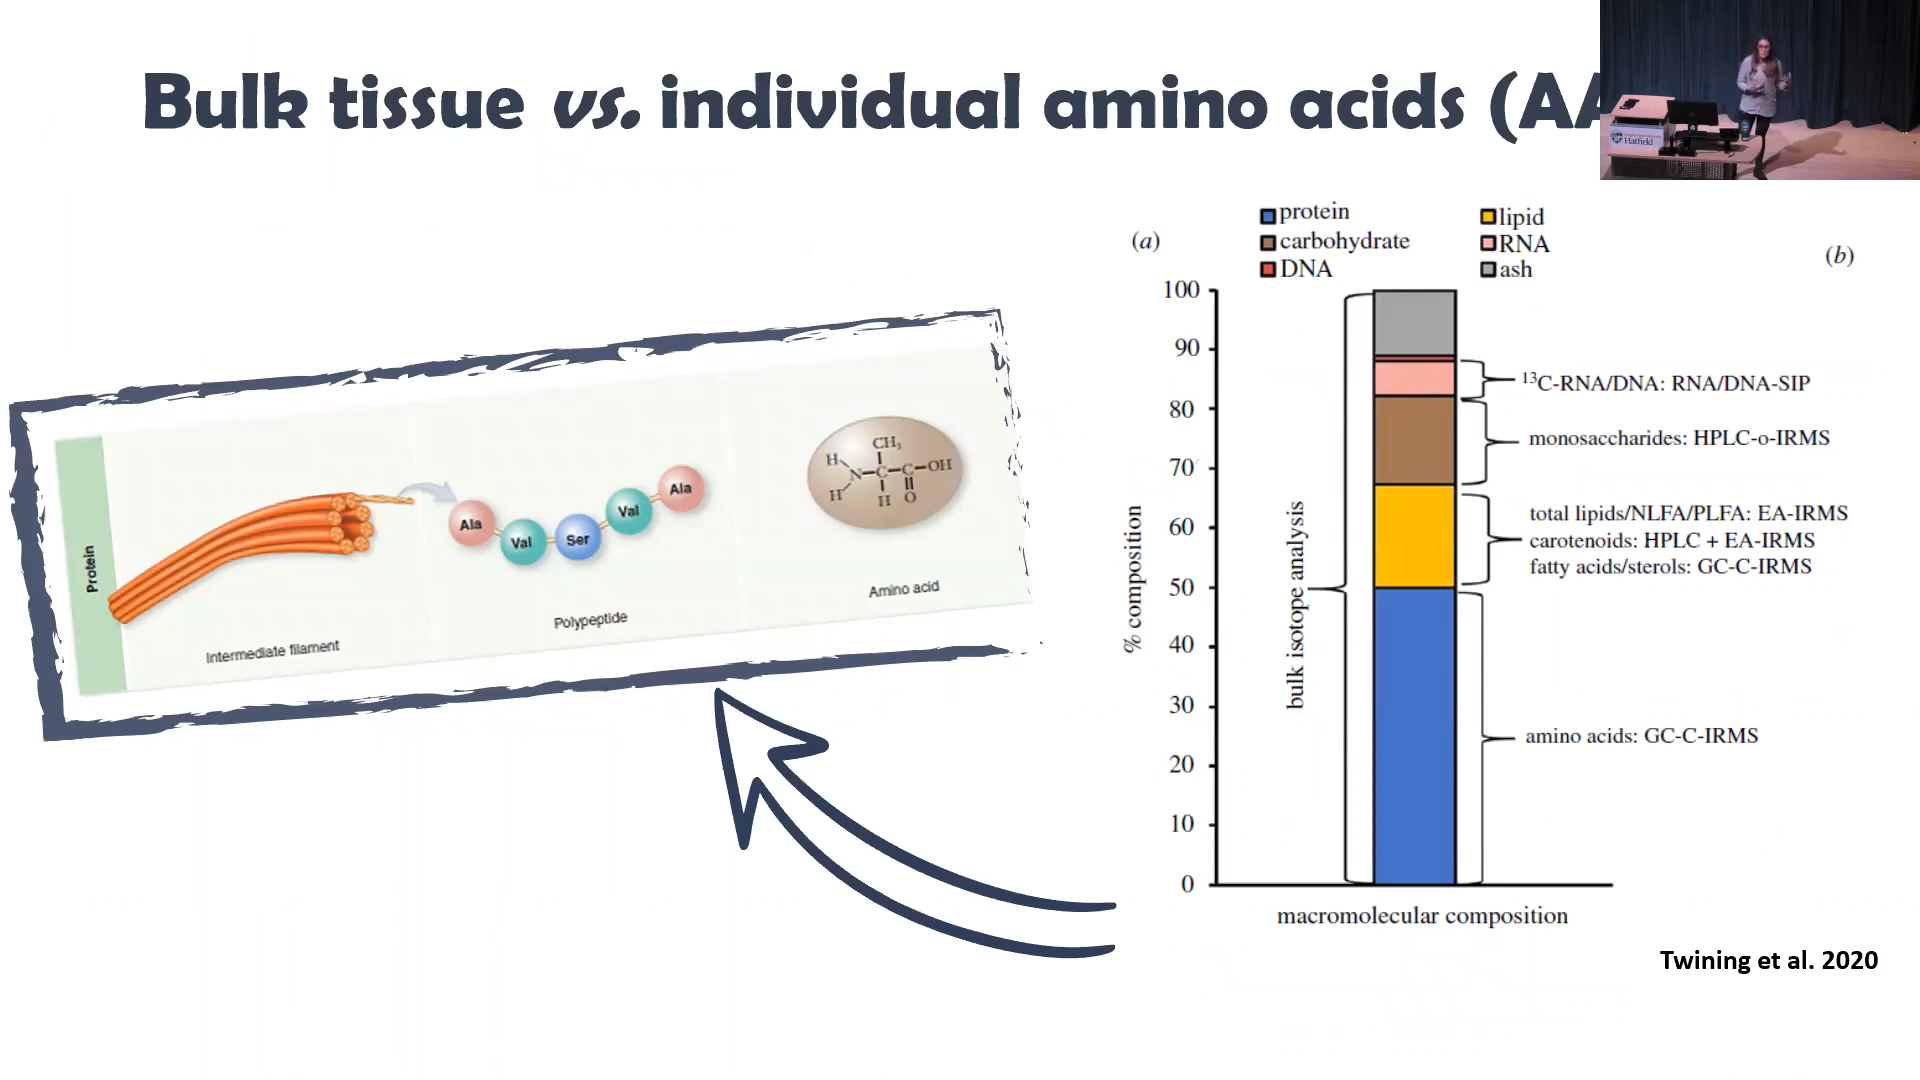 Bulk tissue vs. individual amino acids (AA
Hatfield
(a)
protein
carbohydrate
DNA
lipid
RNA
ash
(b)
100
90
80
70
60
50
40
30
20
10
0
% composition
bulk isotope analysis
¹³C-RNA/DNA: RNA/DNA-SIP
monosaccharides: HPLC-o-IRMS
total lipids/NLFA/PLFA: EA-IRMS
carotenoids: HPLC + EA-IRMS
fatty acids/sterols: GC-C-IRMS
amino acids: GC-C-IRMS
macromolecular composition
Twining et al. 2020
Protein
Intermediate filament
Ala
Val
Ser
Val
Ala
Polypeptide
CH₃
H
N
C
C
OH
H
H
O
Amino acid